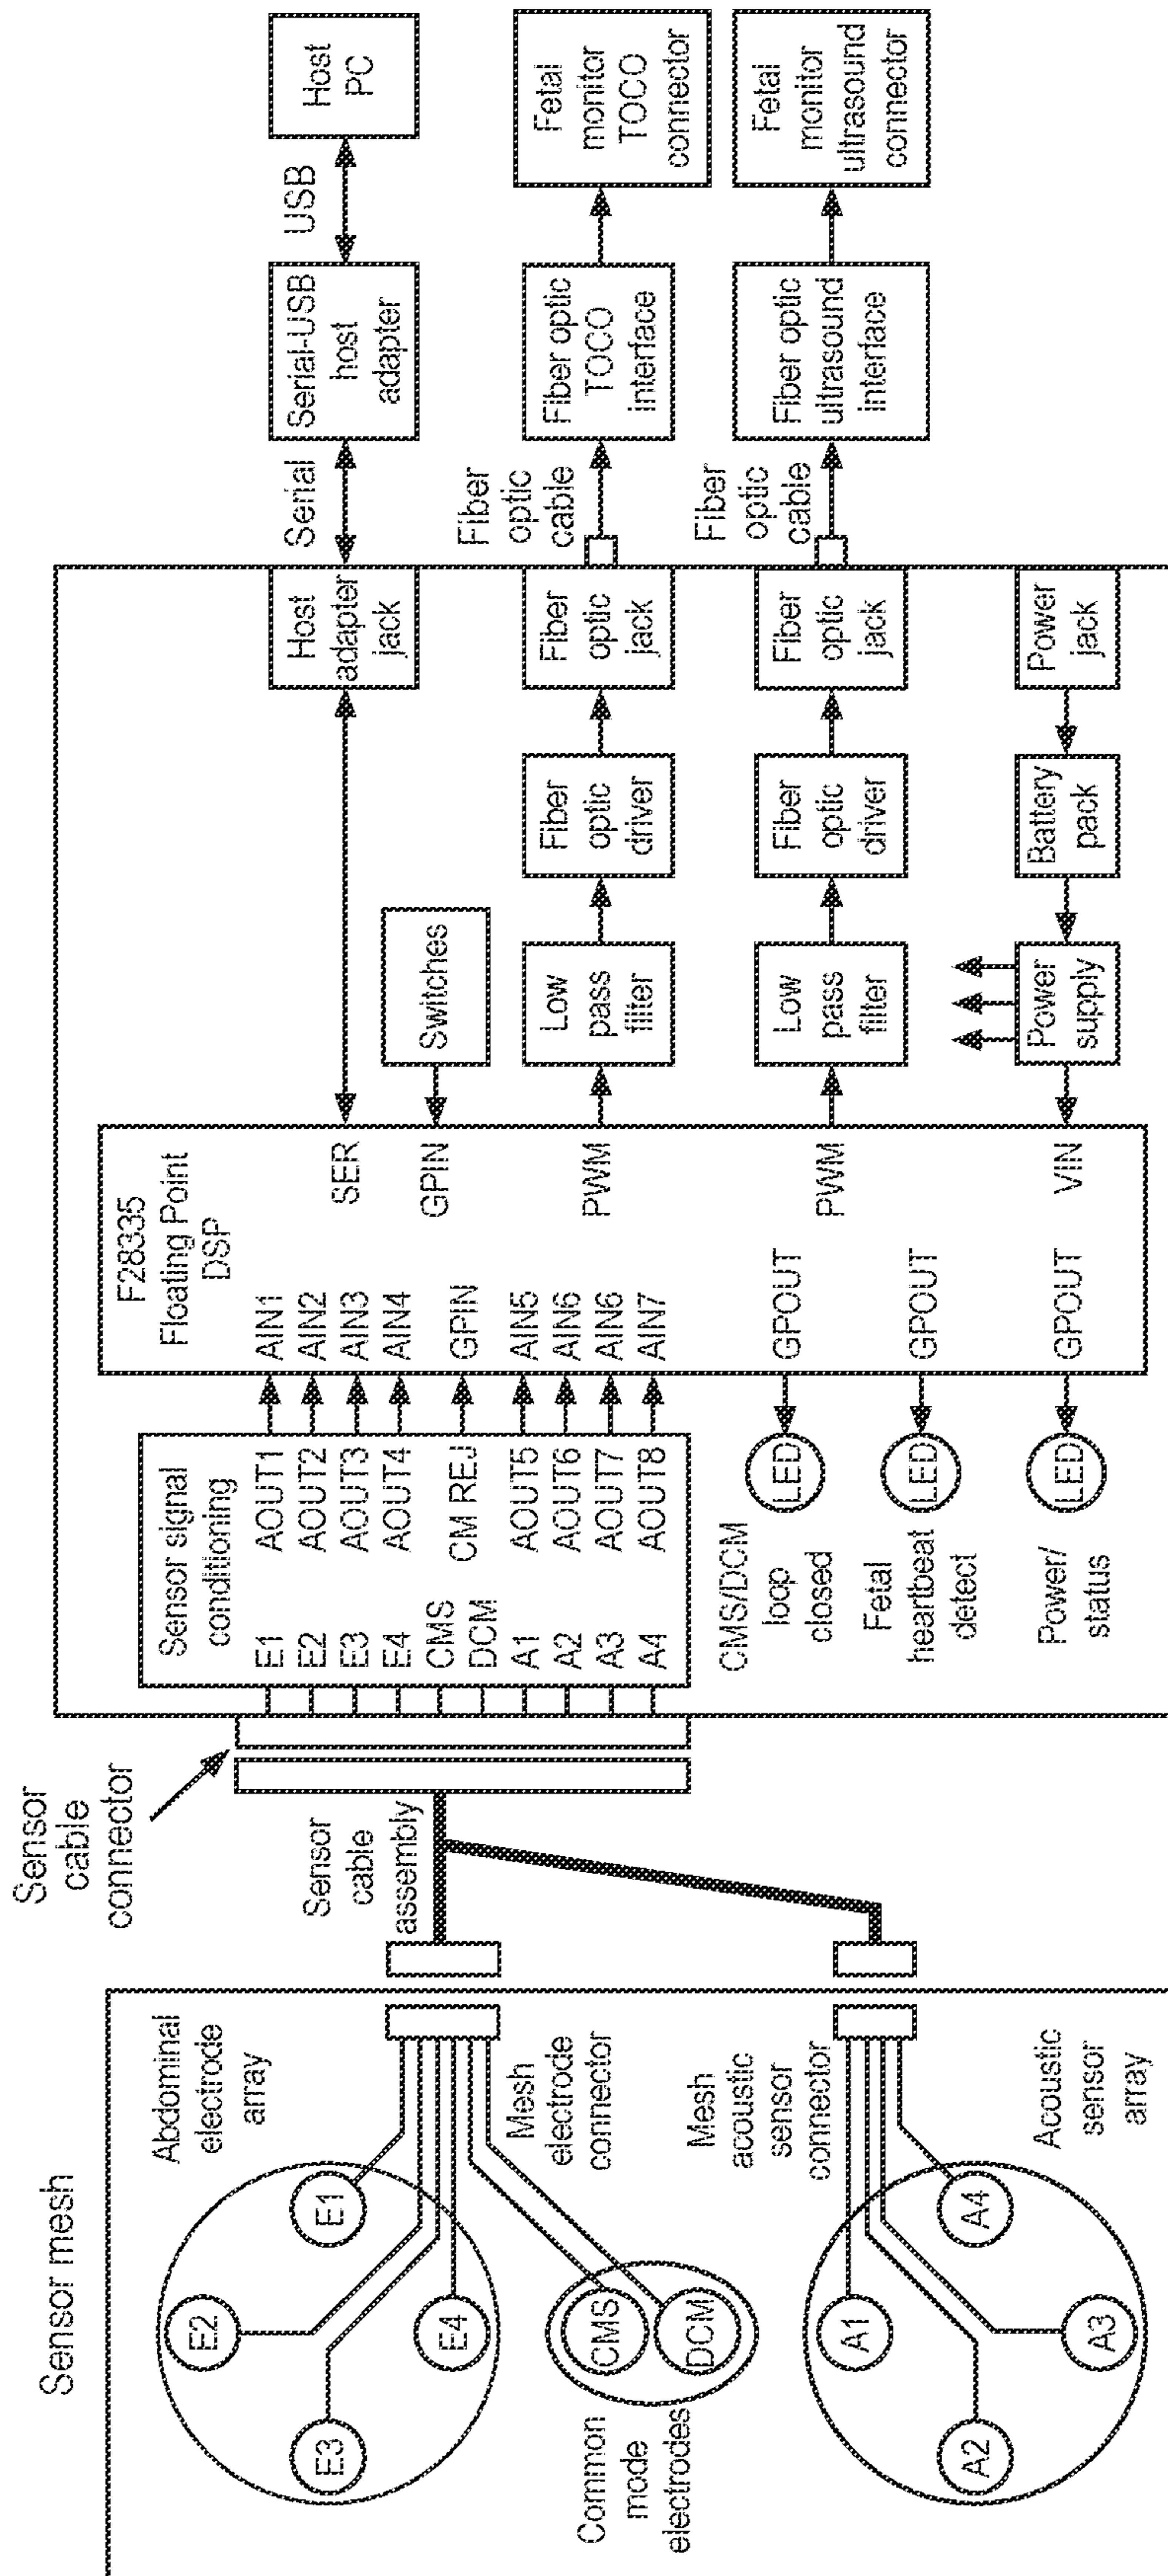 Sensor mesh
Abdominal
electrode
array
E1
E2
E3
E4
Mesh
electrode
connector
CMS
DCM
Common
mode
electrodes
Mesh
acoustic
sensor
connector
A1
A2
A3
A4
Acoustic
sensor
array
Sensor
cable
connector
Sensor
cable
assembly
Sensor signal
conditioning
E1 AOUT1
E2 AOUT2
E3 AOUT3
E4 AOUT4
CMS CM REJ
DCM
A1 AOUT5
A2 AOUT6
A3 AOUT7
A4 AOUT8
CMS/DCM
loop
closed
LED
Fetal
heartbeat
detect
LED
Power/
status
LED
F28335
Floating Point
DSP
AIN1
AIN2
AIN3
AIN4
GPIN
AIN5
AIN6
AIN6
AIN7
GPOUT
GPOUT
GPOUT
SER
GPIN
PWM
PWM
VIN
Switches
Low
pass
filter
Fiber
optic
driver
Fiber
optic
jack
Low
pass
filter
Fiber
optic
driver
Fiber
optic
jack
Power
supply
Battery
pack
Power
jack
Host
adapter
jack
Serial
Serial-USB
host
adapter
USB
Host
PC
Fiber
optic
cable
Fiber optic
TOCO
interface
Fetal
monitor
TOCO
connector
Fiber
optic
cable
Fiber optic
ultrasound
interface
Fetal
monitor
ultrasound
connector